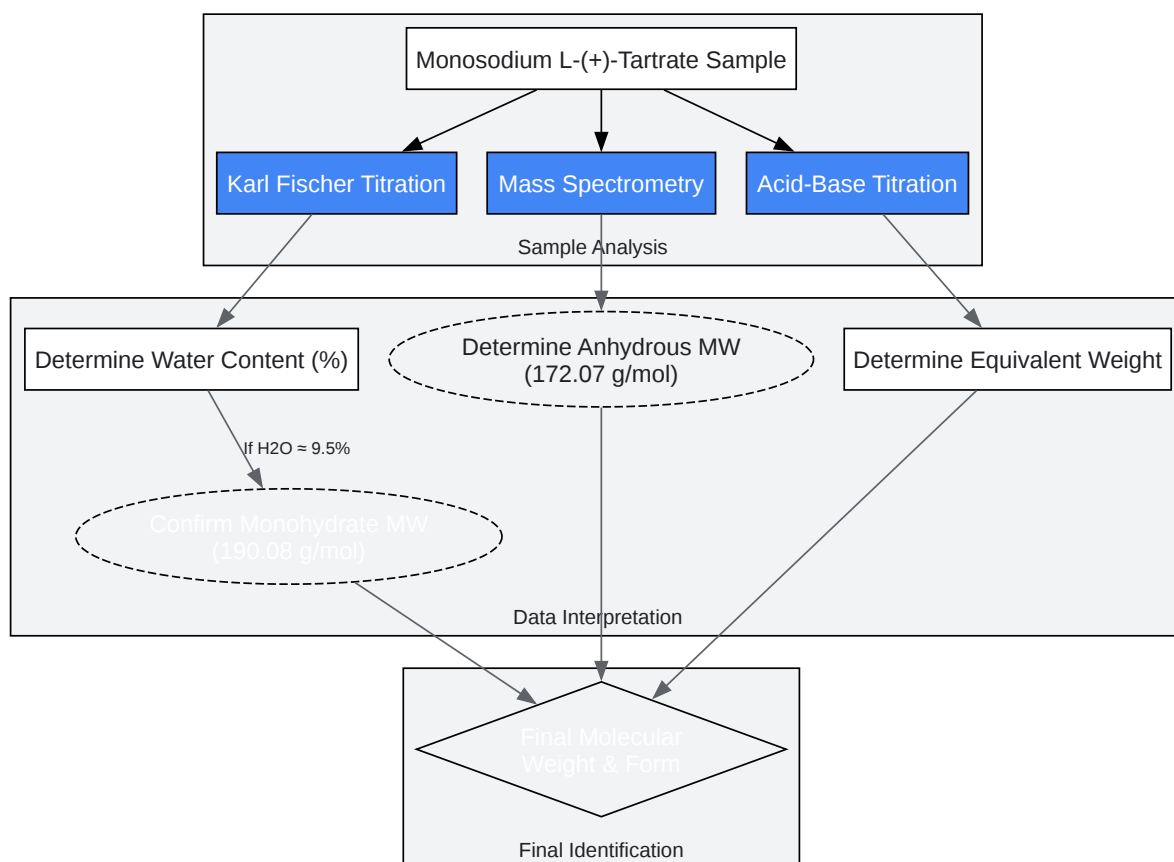 Monosodium L-(+)-Tartrate Sample
Karl Fischer Titration
Mass Spectrometry
Acid-Base Titration
Sample Analysis
Determine Water Content (%)
Determine Anhydrous MW
(172.07 g/mol)
Determine Equivalent Weight
If H2O ≈ 9.5%
Confirm Monohydrate MW
(190.08 g/mol)
Data Interpretation
Final Molecular
Weight & Form
Final Identification